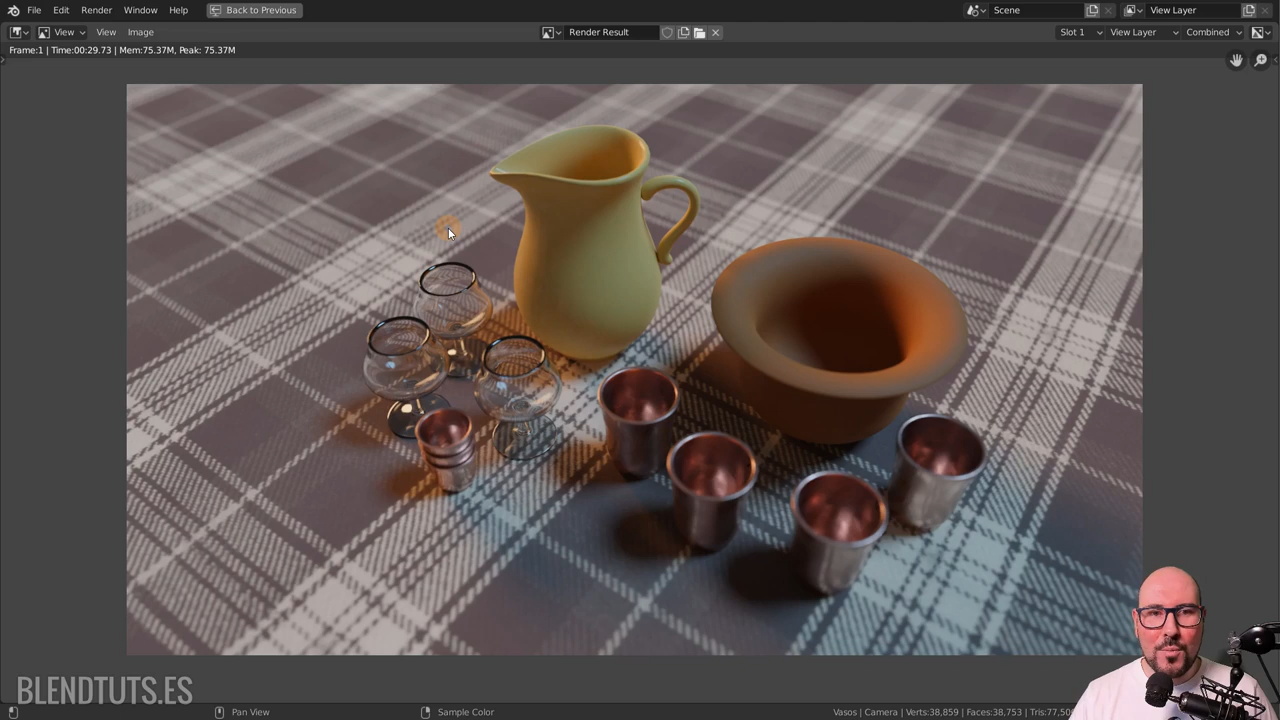 File Edit Render Window Help Back to Previous Scene View Layer
View View Image Render Result Slot 1 View Layer Combined
Frame:1 | Time:00:29.73 | Mem:75.37M, Peak: 75.37M
BLENDTUTS.ES
Pan View Sample Color Vasos | Camera | Verts:38,859 | Faces:38,753 | Tris:77,50